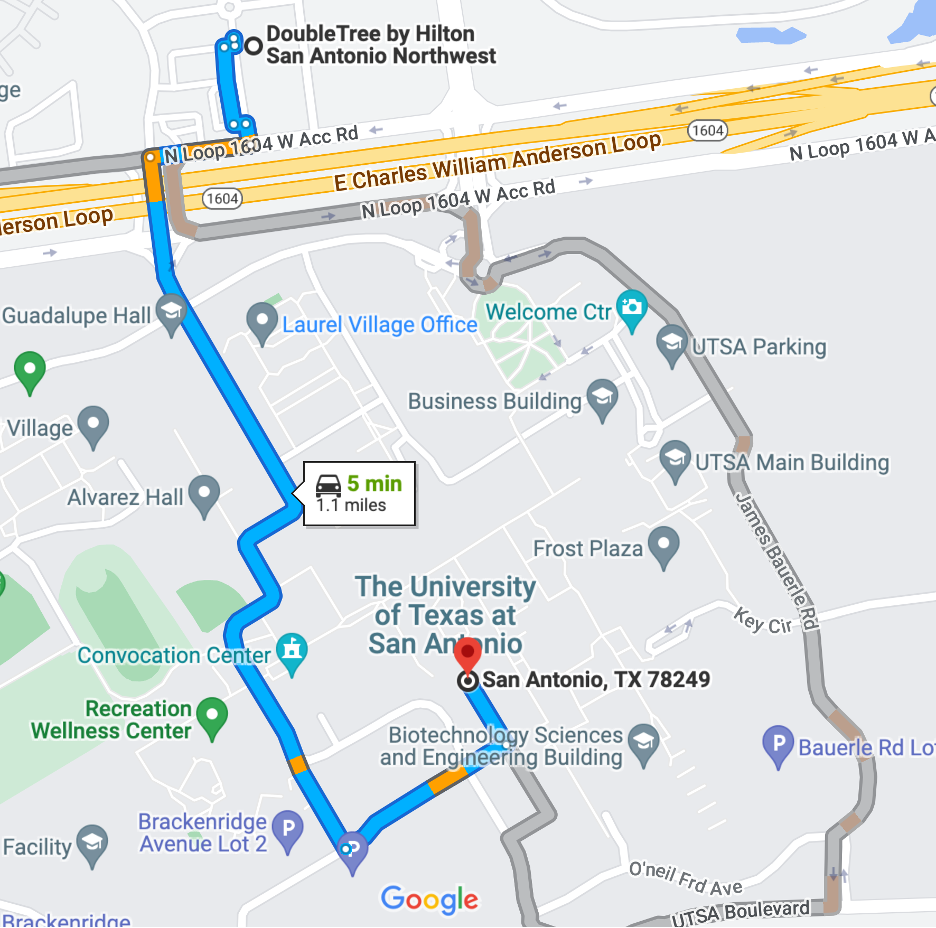 DoubleTree by Hilton
San Antonio Northwest
ge
1604
N Loop 1604 W Acc Rd
E Charles William Anderson Loop
N Loop 1604 W A
1604
N Loop 1604 W Acc Rd
erson Loop
Guadalupe Hall
Laurel Village Office
Welcome Ctr
UTSA Parking
Business Building
Village
UTSA Main Building
Alvarez Hall
5 min
1.1 miles
James Bauerle Rd
Frost Plaza
The University
of Texas at
San Antonio
Key Cir
Convocation Center
San Antonio, TX 78249
Recreation
Wellness Center
Biotechnology Sciences
and Engineering Building
P
Bauerle Rd Lo
Brackenridge
Avenue Lot 2
P
P
Facility
O'neil Frd Ave
Google
UTSA Boulevard
Brackenridge